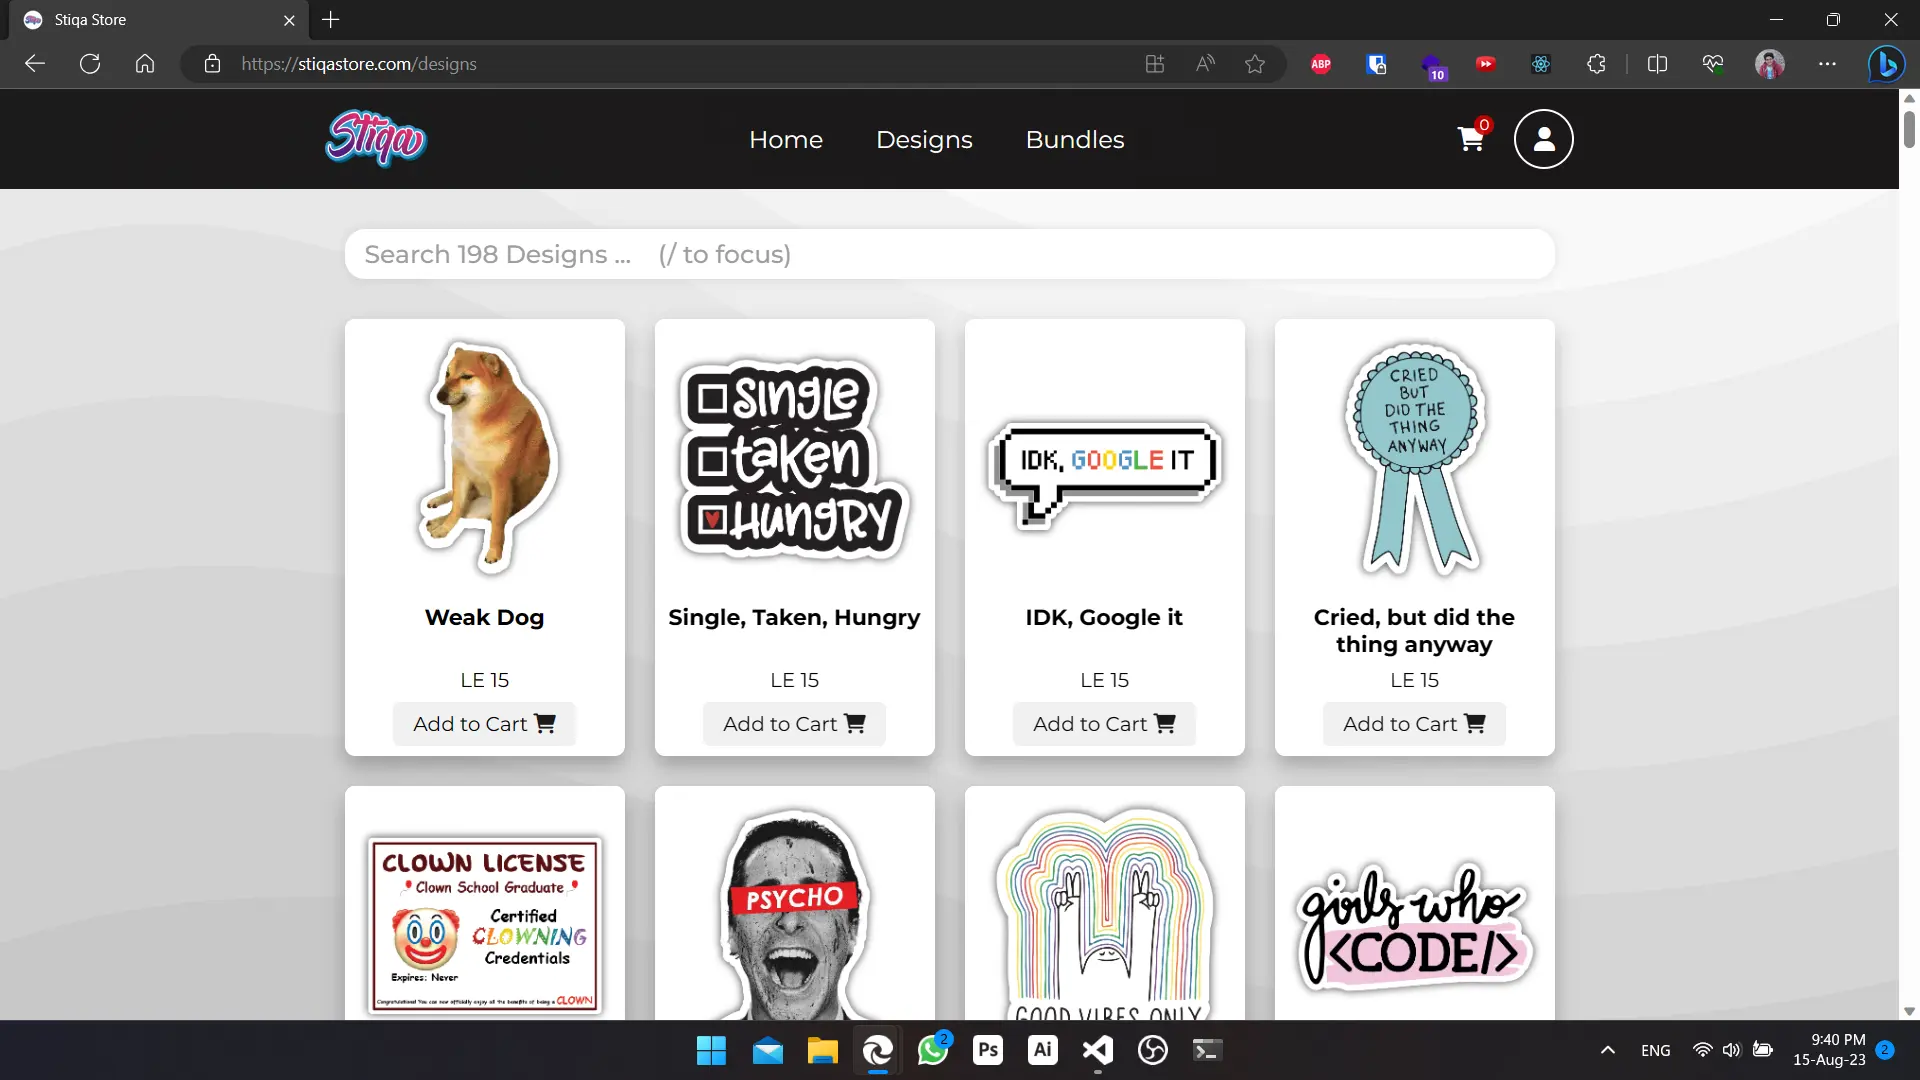 Stiqa Store
https://stiqastore.com/designs
ABP
10
Stiqa
Home
Designs
Bundles
0
Search 198 Designs ... (/ to focus)
single
taken
HUNGRY
IDK, GOOGLE IT
CRIED
BUT
DID THE
THING
ANYWAY
Weak Dog
Single, Taken, Hungry
IDK, Google it
Cried, but did the
thing anyway
LE 15
LE 15
LE 15
LE 15
Add to Cart
Add to Cart
Add to Cart
Add to Cart
CLOWN LICENSE
Clown School Graduate
Certified
CLOWNING
Credentials
Expires: Never
Congratulations! You can now officially enjoy all the benefits of being a CLOWN
PSYCHO
GOOD VIBES ONLY
girls who
<CODE/>
2
Ps
Ai
ENG
9:40 PM
15-Aug-23
2